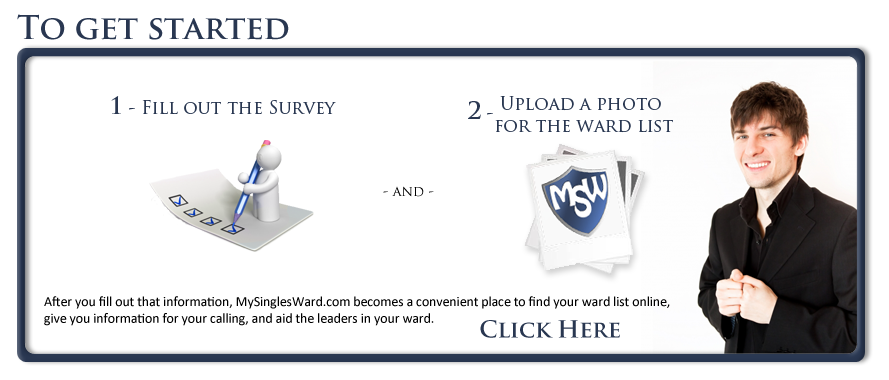 To get started
1 - Fill out the Survey
2 - Upload a photo
for the ward list
MSW
- and -
After you fill out that information, MySinglesWard.com becomes a convenient place to find your ward list online,
give you information for your calling, and aid the leaders in your ward.
Click Here